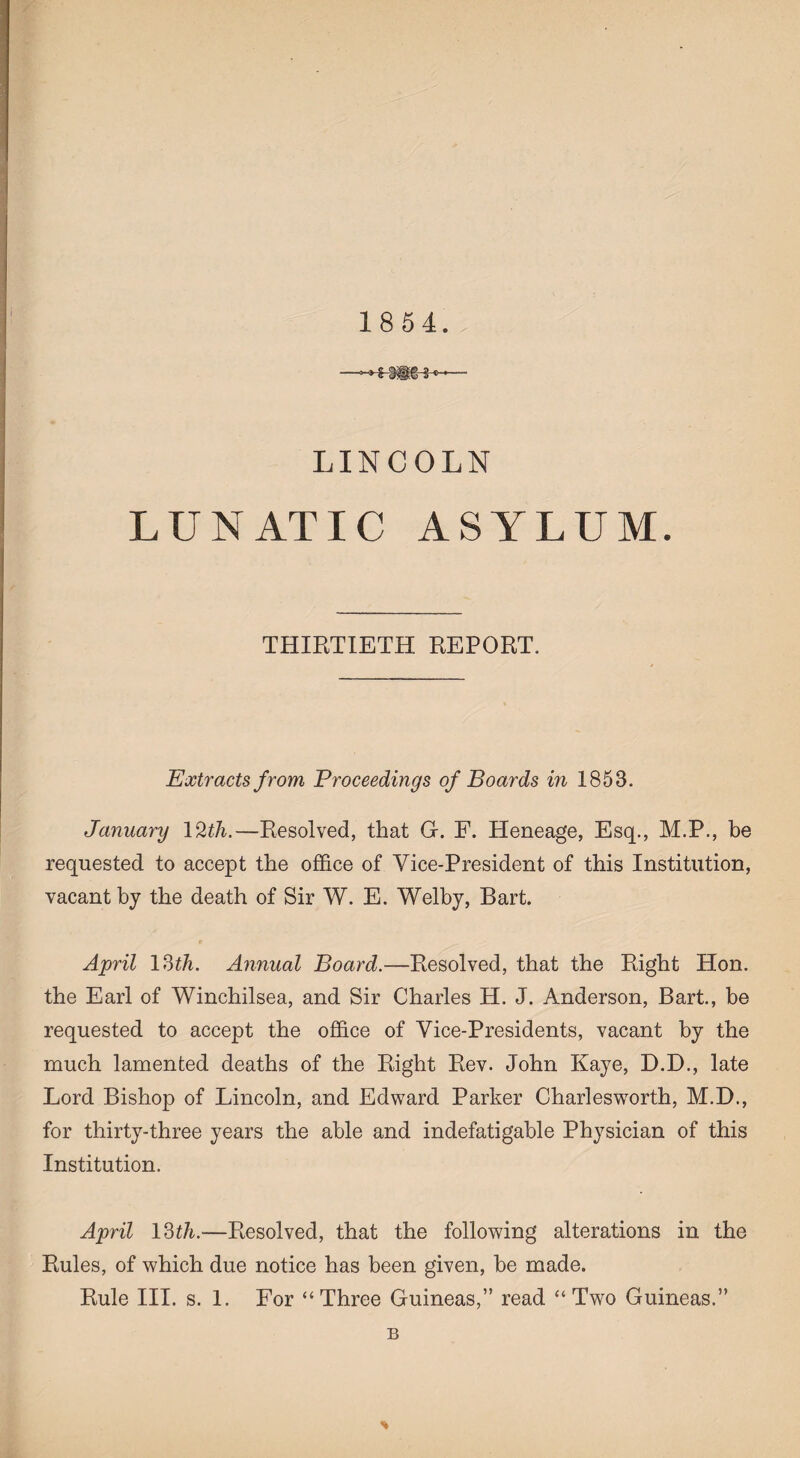 1854.
LINCOLN
LUNATIC ASYLUM.
THIRTIETH REPORT.
Extracts from Proceedings of Boards in 1853.
January 12th.—Resolved, that G. F. Heneage, Esq., M.P., be
requested to accept the office of Vice-President of this Institution,
vacant by the death of Sir W. E. Welby, Bart.
April 13th. Annual Board.—Resolved, that the Right Hon.
the Earl of Winchilsea, and Sir Charles H. J. Anderson, Bart., be
requested to accept the office of Vice-Presidents, vacant by the
much lamented deaths of the Right Rev. John Kaye, D.D., late
Lord Bishop of Lincoln, and Edward Parker Charlesworth, M.D.,
for thirty-three years the able and indefatigable Physician of this
Institution.
April 13th.—Resolved, that the following alterations in the
Rules, of which due notice has been given, be made.
Rule III. s. 1. For “Three Guineas,” read “Two Guineas.”
B